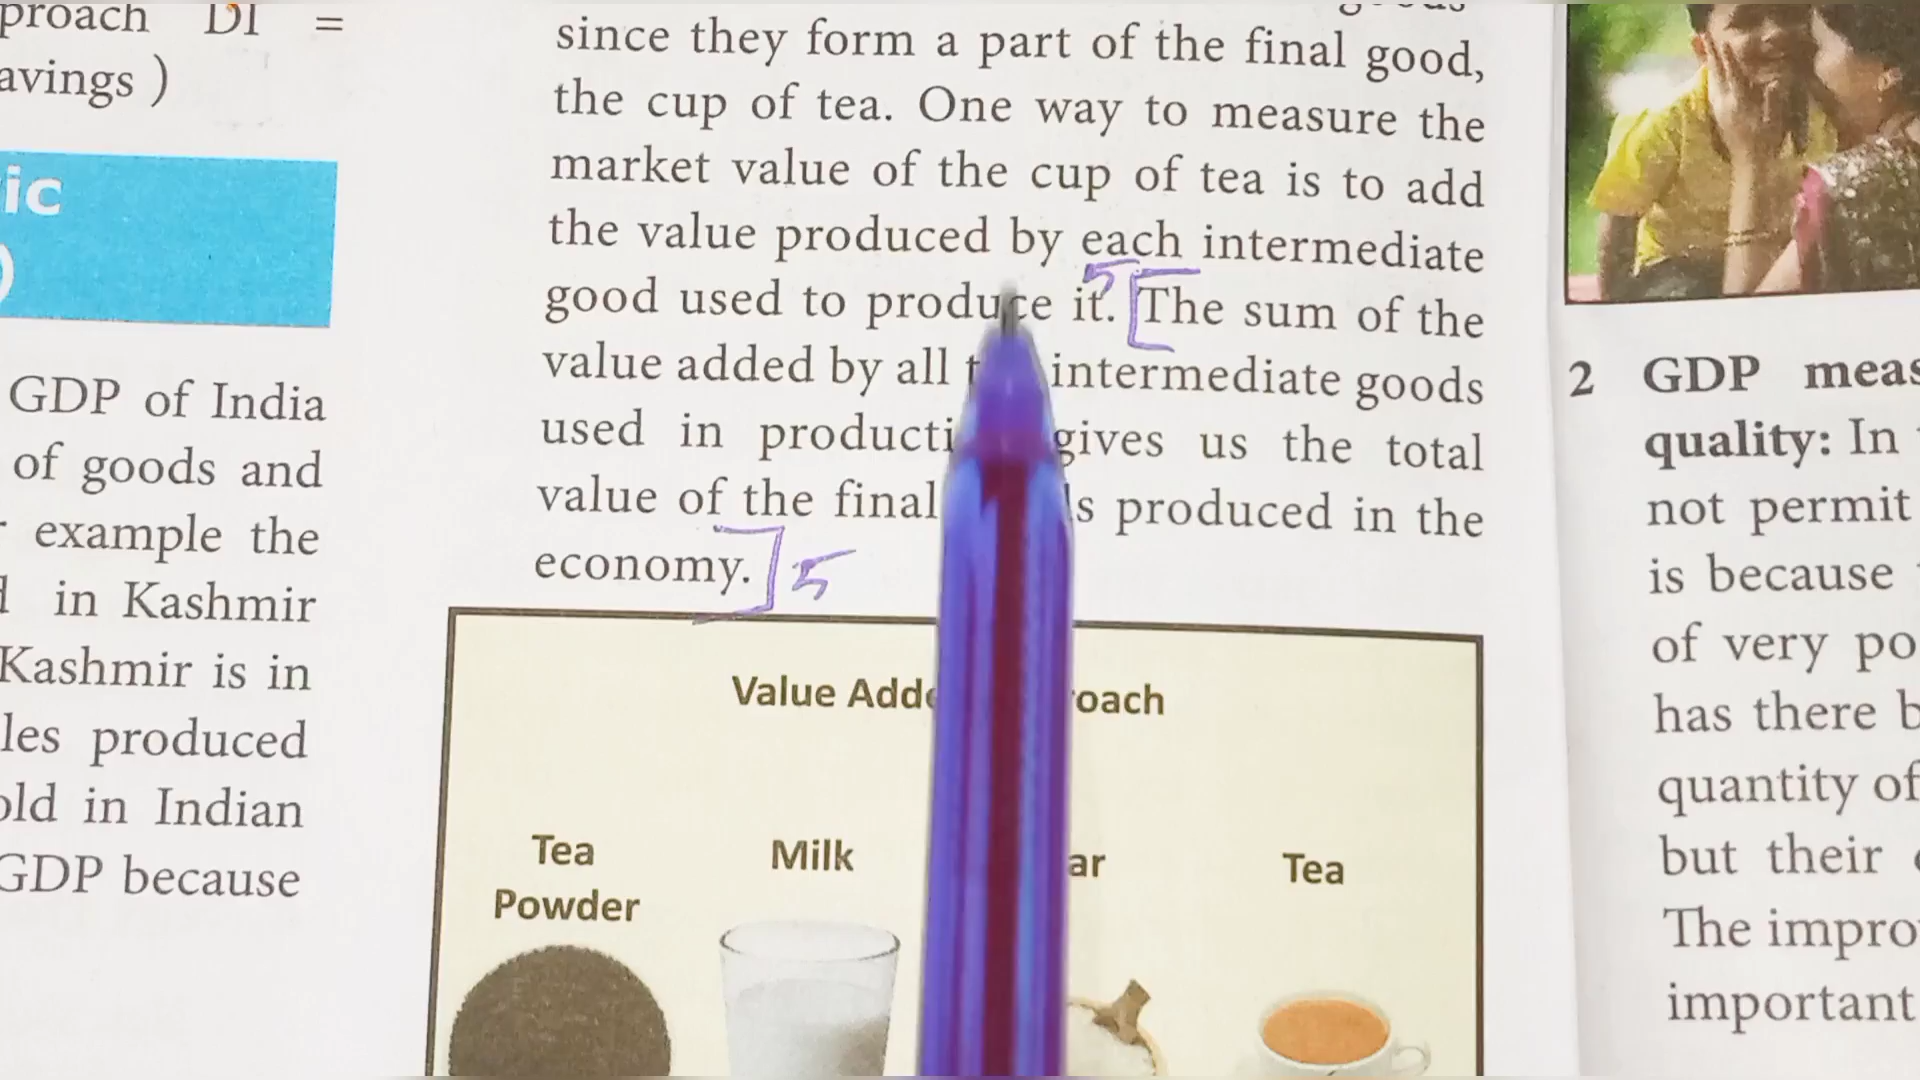 proach DI =
avings )
ic
)
GDP of India
of goods and
example the
in Kashmir
Kashmir is in
les produced
old in Indian
GDP because
since they form a part of the final good,
the cup of tea. One way to measure the
market value of the cup of tea is to add
the value produced by each intermediate
good used to produce it. 5 [The sum of the
value added by all intermediate goods
used in producti gives us the total
value of the final s produced in the
economy.]5
Value Adde roach
Tea Powder
Milk
ar
Tea
2 GDP meas
quality: In
not permit
is because
of very po
has there b
quantity of
but their
The impro
important